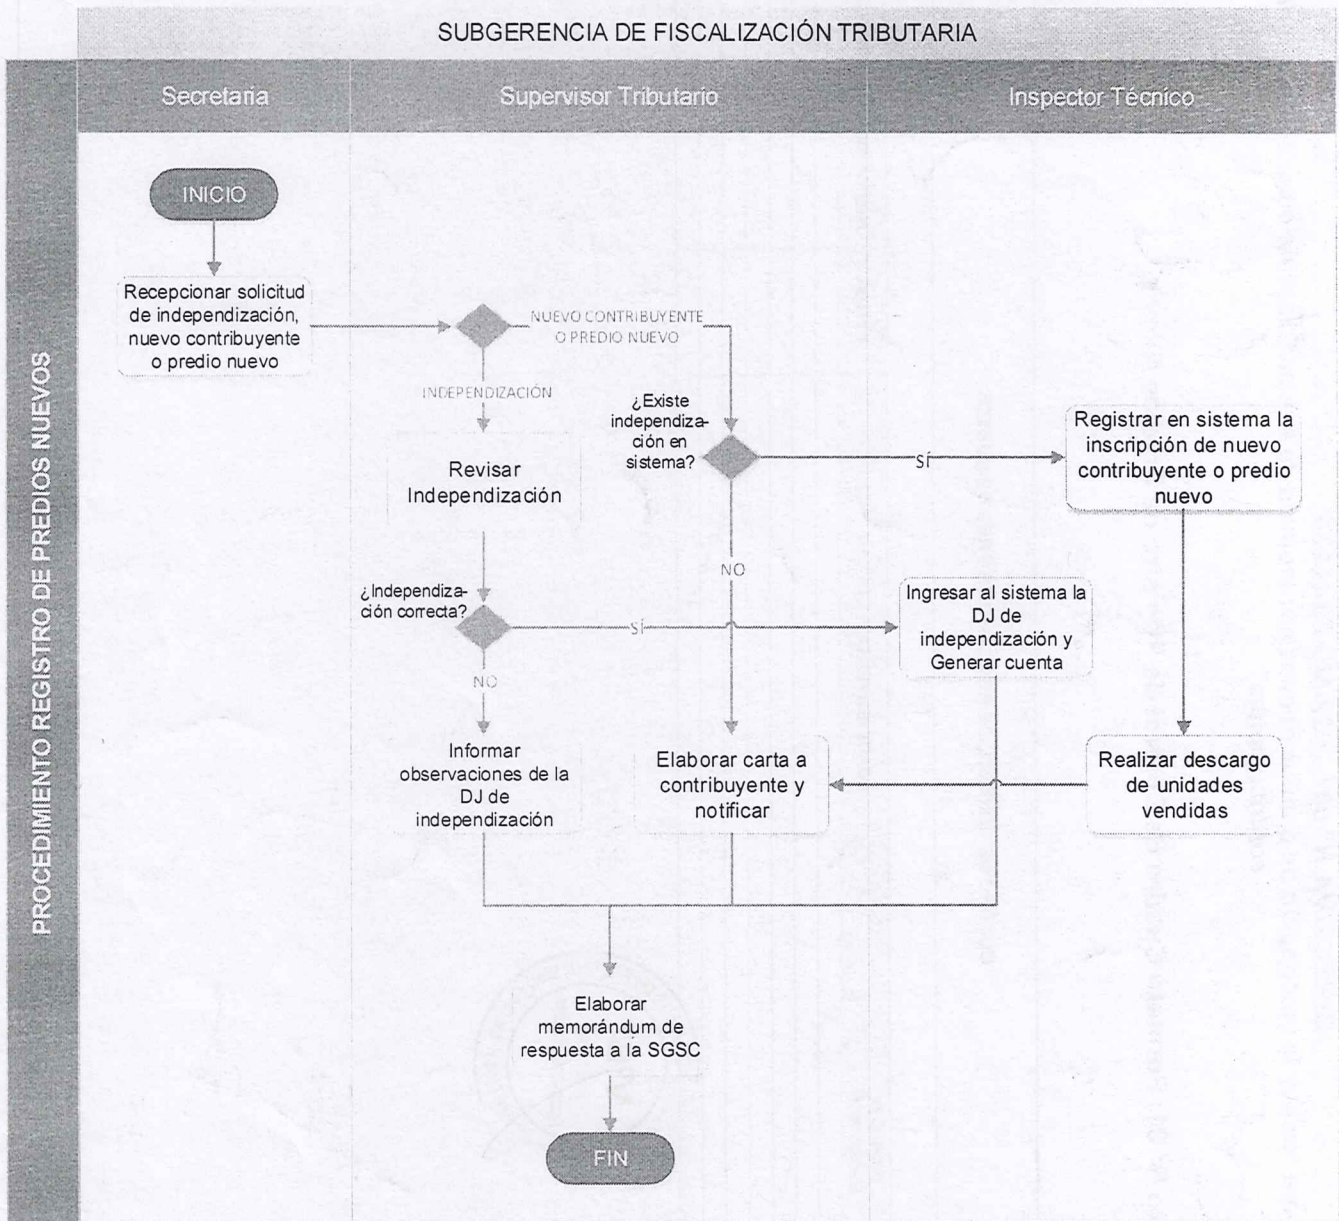 SUBGERENCIA DE FISCALIZACIÓN TRIBUTARIA
PROCEDIMIENTO REGISTRO DE PREDIOS NUEVOS
Secretaria
Supervisor Tributario
Inspector Técnico
INICIO
Recepcionar solicitud
de independización,
nuevo contribuyente
o predio nuevo
NUEVO CONTRIBUYENTE
O PREDIO NUEVO
INDEPENDIZACIÓN
¿Existe
independiza-
ción en
sistema?
SÍ
Registrar en sistema la
inscripción de nuevo
contribuyente o predio
nuevo
Revisar
Independización
NO
¿Independiza-
ción correcta?
SÍ
Ingresar al sistema la
DJ de
independización y
Generar cuenta
NO
Informar
observaciones de la
DJ de
independización
Elaborar carta a
contribuyente y
notificar
Realizar descargo
de unidades
vendidas
Elaborar
memorándum de
respuesta a la SGSC
FIN